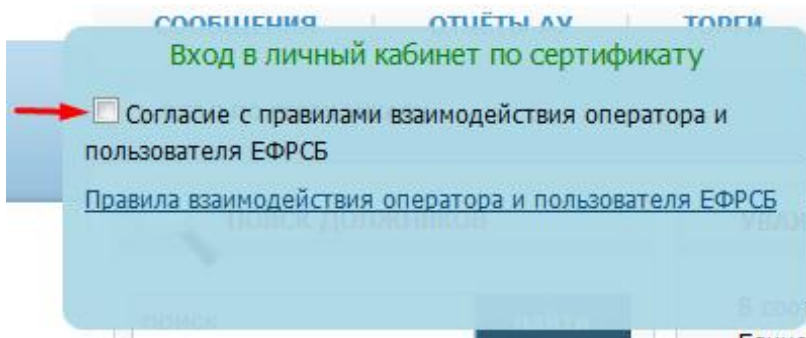 СООБЩЕНИЯ ОТЧЁТЫ АУ ТОРГИ
Вход в личный кабинет по сертификату
Согласие с правилами взаимодействия оператора и
пользователя ЕФРСБ
Правила взаимодействия оператора и пользователя ЕФРСБ
ПОИСК ДОЛЖНИКОВ
поиск